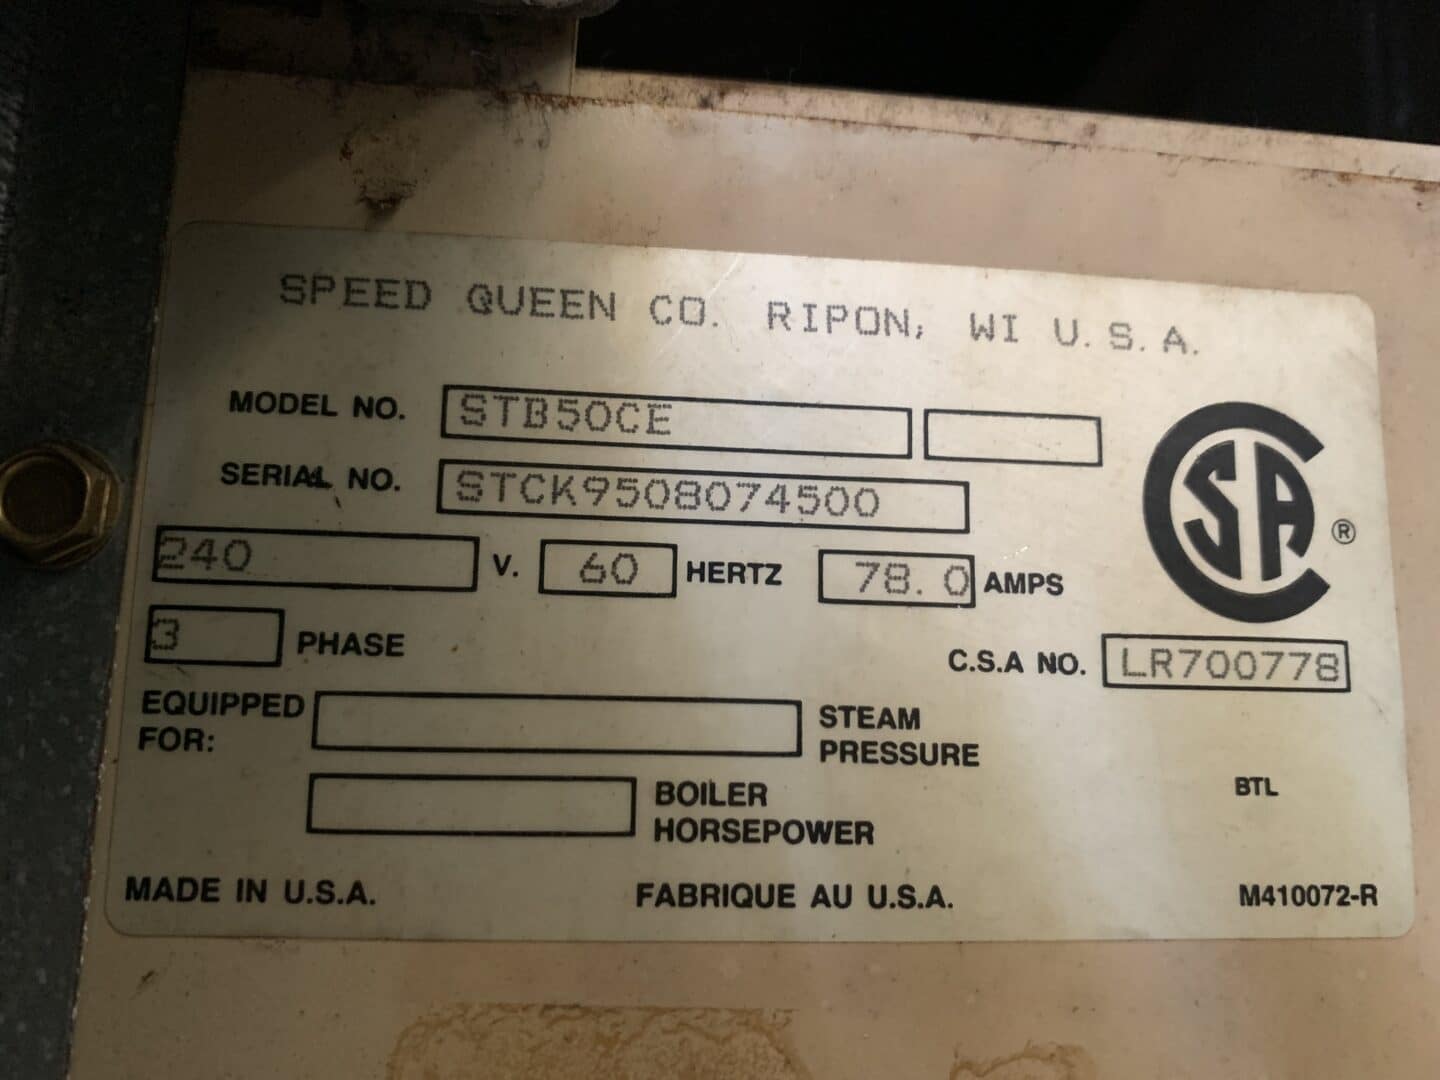 SPEED QUEEN CO. RIPON, WI U.S.A.
MODEL NO. STB50CE
SERIAL NO. STCK9508074500
240 V. 60 HERTZ 78.0 AMPS
3 PHASE
C.S.A NO. LR700778
EQUIPPED FOR:
STEAM PRESSURE
BOILER HORSEPOWER
BTL
MADE IN U.S.A. FABRIQUE AU U.S.A. M410072-R
CSA ®